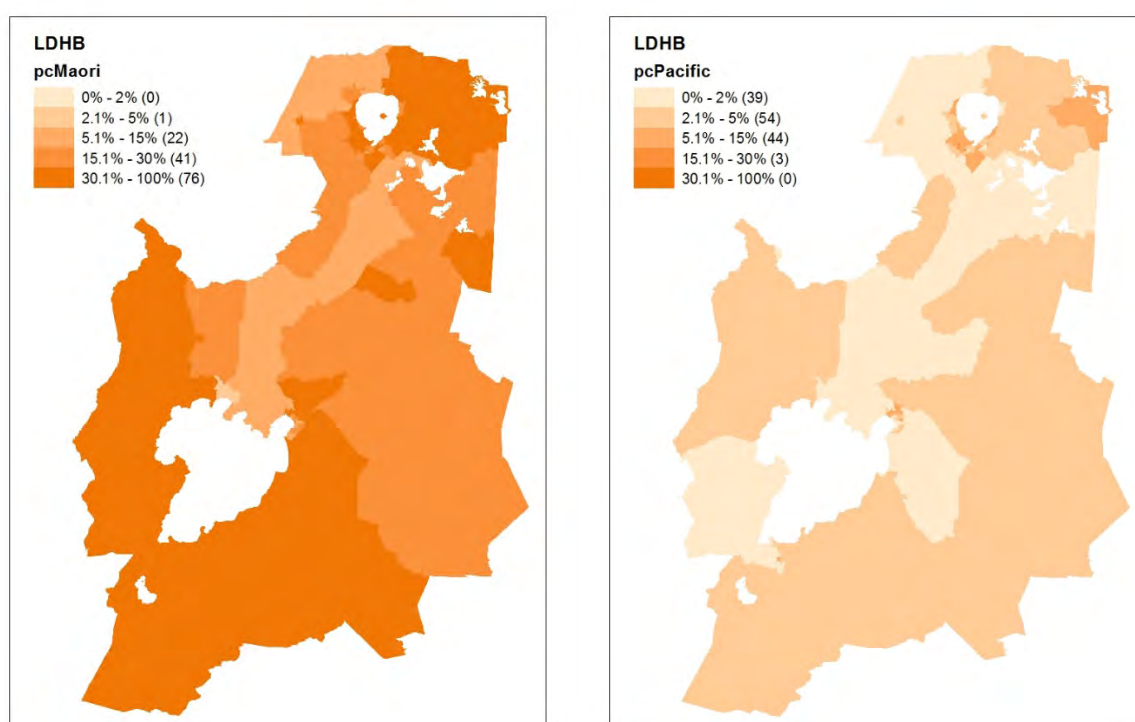 LDHB
pcMaori
0% - 2% (0)
2.1% - 5% (1)
5.1% - 15% (22)
15.1% - 30% (41)
30.1% - 100% (76)
LDHB
pcPacific
0% - 2% (39)
2.1% - 5% (54)
5.1% - 15% (44)
15.1% - 30% (3)
30.1% - 100% (0)